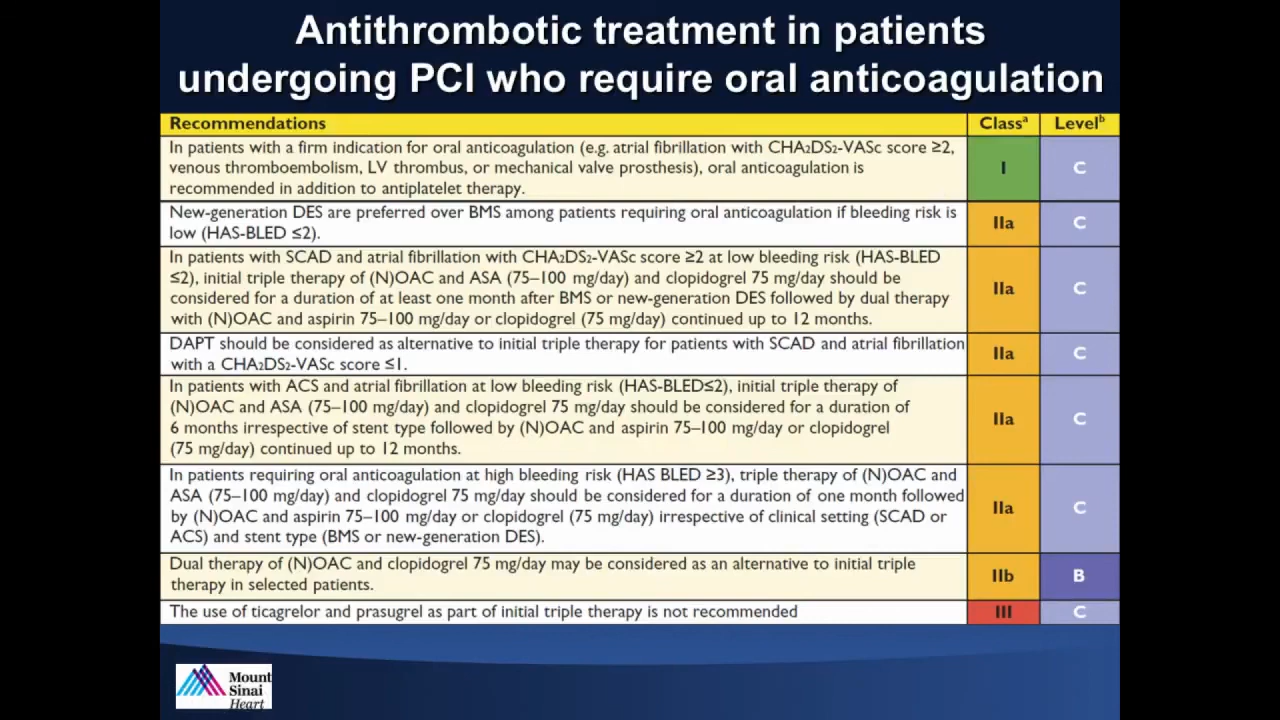 Antithrombotic treatment in patients
undergoing PCI who require oral anticoagulation
Recommendations Classᵃ Levelᵇ
In patients with a firm indication for oral anticoagulation (e.g. atrial fibrillation with CHA₂DS₂-VASc score ≥2,
venous thromboembolism, LV thrombus, or mechanical valve prosthesis), oral anticoagulation is
recommended in addition to antiplatelet therapy.
I C
New-generation DES are preferred over BMS among patients requiring oral anticoagulation if bleeding risk is
low (HAS-BLED ≤2).
IIa C
In patients with SCAD and atrial fibrillation with CHA₂DS₂-VASc score ≥2 at low bleeding risk (HAS-BLED
≤2), initial triple therapy of (N)OAC and ASA (75–100 mg/day) and clopidogrel 75 mg/day should be
considered for a duration of at least one month after BMS or new-generation DES followed by dual therapy
with (N)OAC and aspirin 75–100 mg/day or clopidogrel (75 mg/day) continued up to 12 months.
IIa C
DAPT should be considered as alternative to initial triple therapy for patients with SCAD and atrial fibrillation
with a CHA₂DS₂-VASc score ≤1.
IIa C
In patients with ACS and atrial fibrillation at low bleeding risk (HAS-BLED≤2), initial triple therapy of
(N)OAC and ASA (75–100 mg/day) and clopidogrel 75 mg/day should be considered for a duration of
6 months irrespective of stent type followed by (N)OAC and aspirin 75–100 mg/day or clopidogrel
(75 mg/day) continued up to 12 months.
IIa C
In patients requiring oral anticoagulation at high bleeding risk (HAS BLED ≥3), triple therapy of (N)OAC and
ASA (75–100 mg/day) and clopidogrel 75 mg/day should be considered for a duration of one month followed
by (N)OAC and aspirin 75–100 mg/day or clopidogrel (75 mg/day) irrespective of clinical setting (SCAD or
ACS) and stent type (BMS or new-generation DES).
IIa C
Dual therapy of (N)OAC and clopidogrel 75 mg/day may be considered as an alternative to initial triple
therapy in selected patients.
IIb B
The use of ticagrelor and prasugrel as part of initial triple therapy is not recommended
III C
Mount
Sinai
Heart